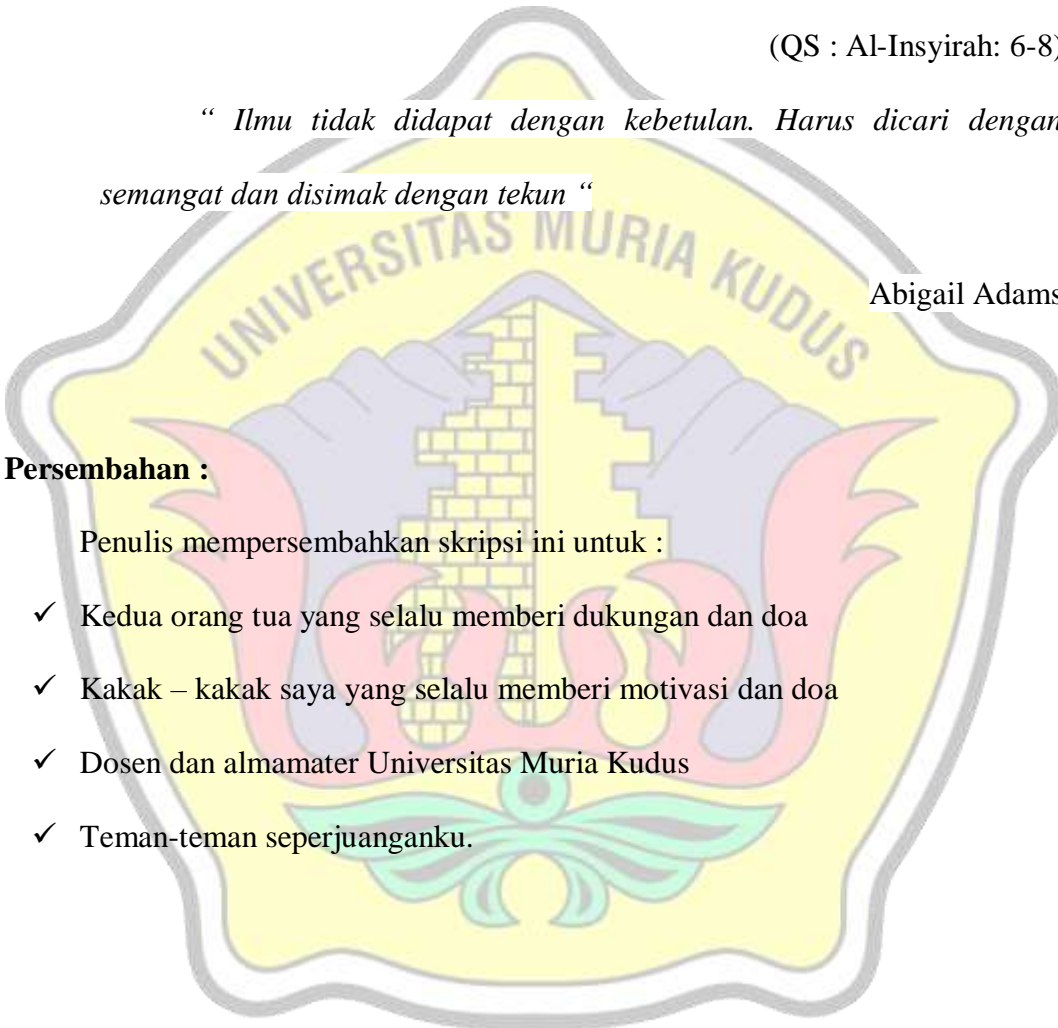 (QS : Al-Insyirah: 6-8)
“ Ilmu tidak didapat dengan kebetulan. Harus dicari dengan
semangat dan disimak dengan tekun “
UNIVERSITAS MURIA KUDUS
Abigail Adams
Persembahan :
Penulis mempersembahkan skripsi ini untuk :
✓ Kedua orang tua yang selalu memberi dukungan dan doa
✓ Kakak – kakak saya yang selalu memberi motivasi dan doa
✓ Dosen dan almamater Universitas Muria Kudus
✓ Teman-teman seperjuanganku.